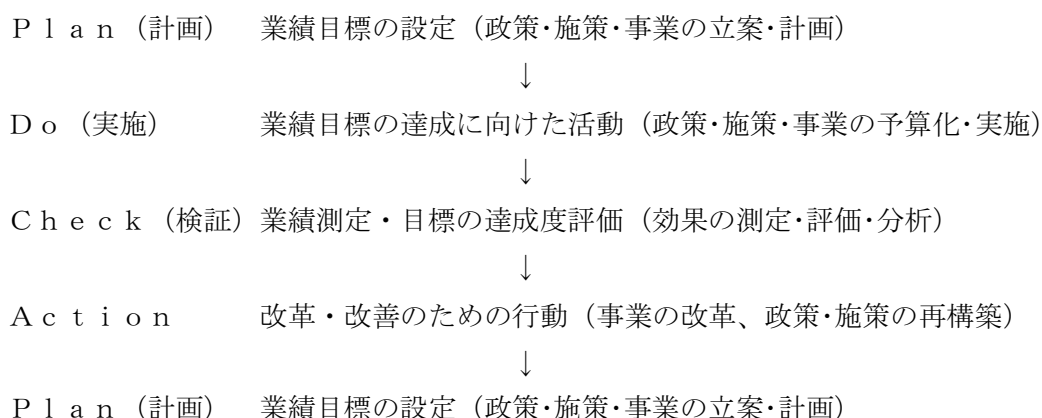 Ｐｌａｎ（計画）　業績目標の設定（政策･施策･事業の立案･計画）
↓
Ｄｏ（実施）　業績目標の達成に向けた活動（政策･施策･事業の予算化･実施）
↓
Ｃｈｅｃｋ（検証）業績測定・目標の達成度評価（効果の測定･評価･分析）
↓
Ａｃｔｉｏｎ　改革・改善のための行動（事業の改革、政策･施策の再構築）
↓
Ｐｌａｎ（計画）　業績目標の設定（政策･施策･事業の立案･計画）